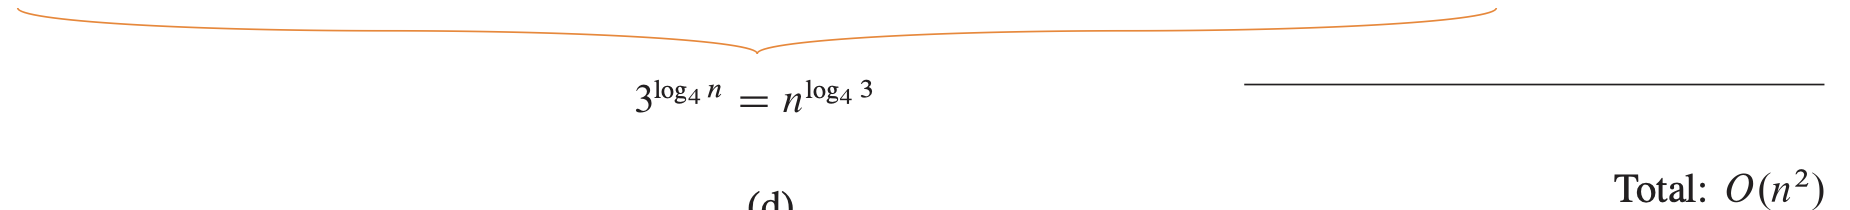 3^{log_4 n} = n^{log_4 3}
Total: O(n^2)
(d)